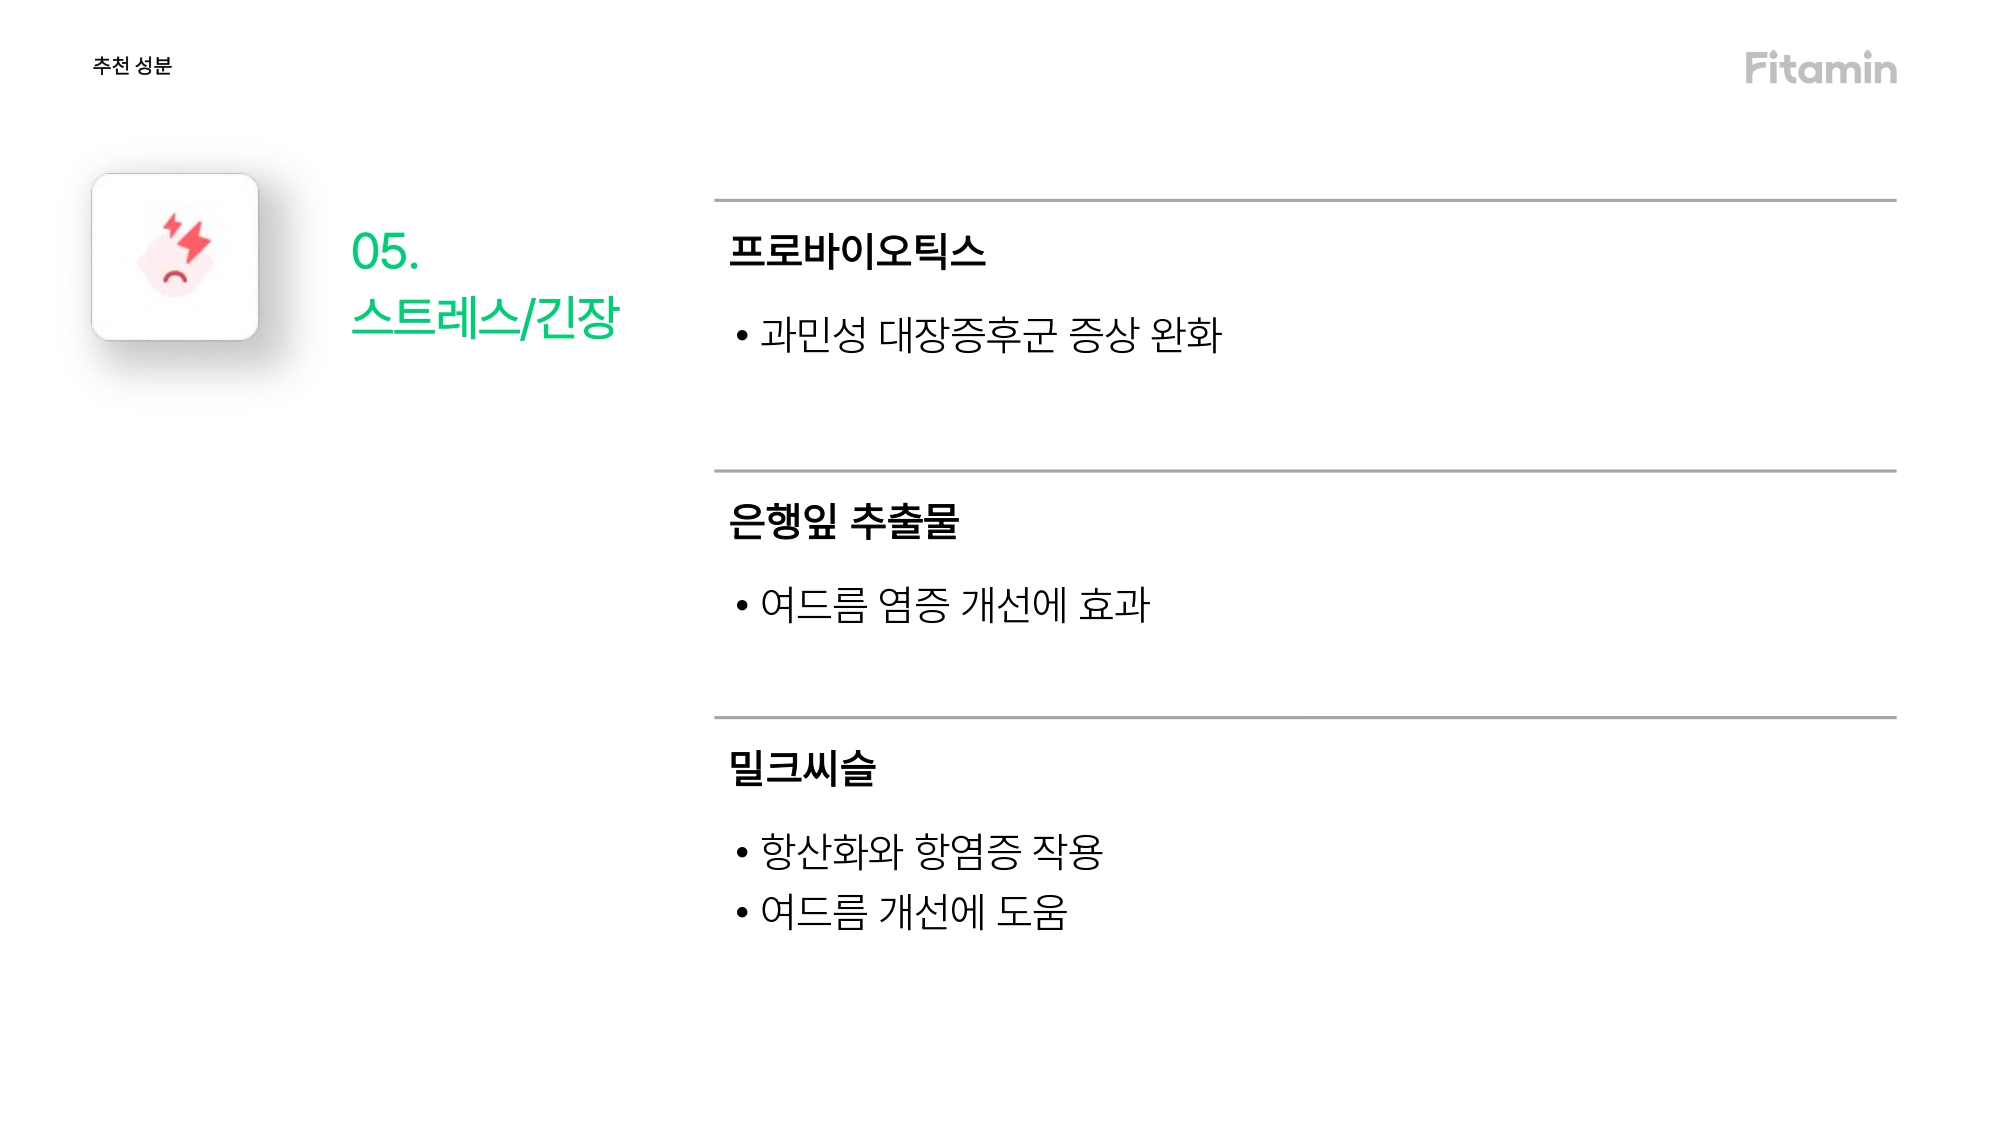 추천 성분
Fitamin
05.
스트레스/긴장
프로바이오틱스
• 과민성 대장증후군 증상 완화
은행잎 추출물
• 여드름 염증 개선에 효과
밀크씨슬
• 항산화와 항염증 작용
• 여드름 개선에 도움